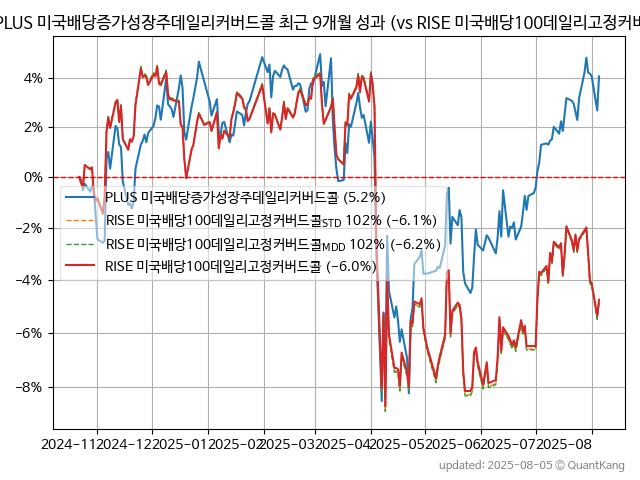 PLUS 미국배당증가성장주데일리커버드콜 최근 9개월 성과 (vs RISE 미국배당100데일리고정커버
4%
2%
0%
−2%
−4%
−6%
−8%
PLUS 미국배당증가성장주데일리커버드콜 (5.2%)
RISE 미국배당100데일리고정커버드콜STD 102% (−6.1%)
RISE 미국배당100데일리고정커버드콜MDD 102% (−6.2%)
RISE 미국배당100데일리고정커버드콜 (−6.0%)
2024-11 2024-12 2025-01 2025-02 2025-03 2025-04 2025-05 2025-06 2025-07 2025-08
updated: 2025-08-05 © QuantKang